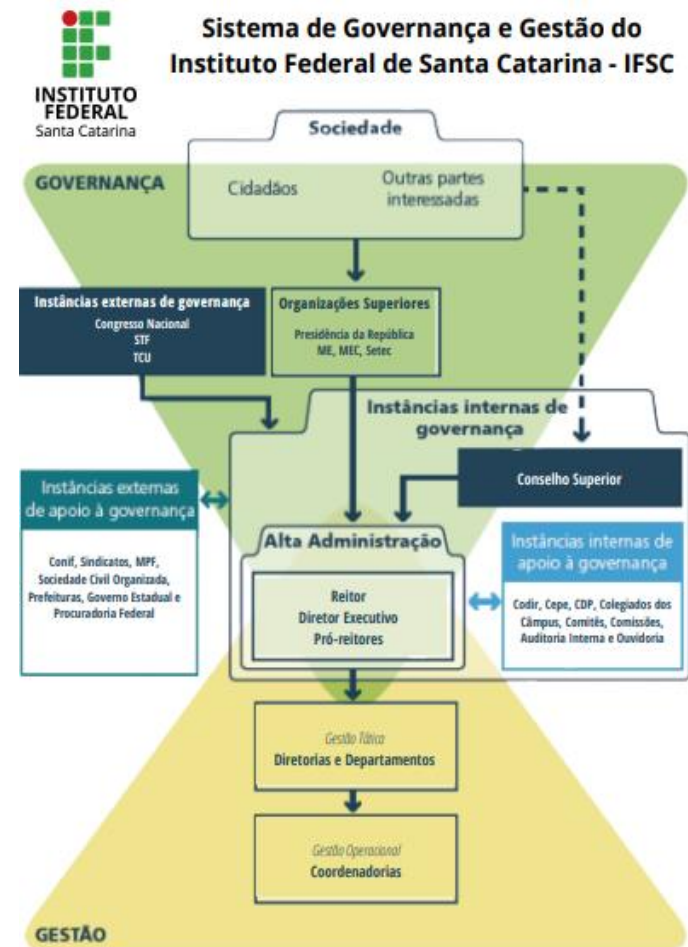 Sistema de Governança e Gestão do
Instituto Federal de Santa Catarina - IFSC
INSTITUTO
FEDERAL
Santa Catarina
Sociedade
GOVERNANÇA
Cidadãos
Outras partes
interessadas
Instâncias externas de governança
Congresso Nacional
STF
TCU
Organizações Superiores
Presidência da República
ME, MEC, Setec
Instâncias internas de
governança
Conselho Superior
Instâncias externas
de apoio à governança
Conif, Sindicatos, MPF,
Sociedade Civil Organizada,
Prefeituras, Governo Estadual e
Procuradoria Federal
Alta Administração
Reitor
Diretor Executivo
Pró-reitores
Instâncias internas de
apoio à governança
Codir, Cepe, CDP, Colegiados dos
Câmpus, Comitês, Comissões,
Auditoria Interna e Ouvidoria
Gestão Tática
Diretorias e Departamentos
Gestão Operacional
Coordenadorias
GESTÃO